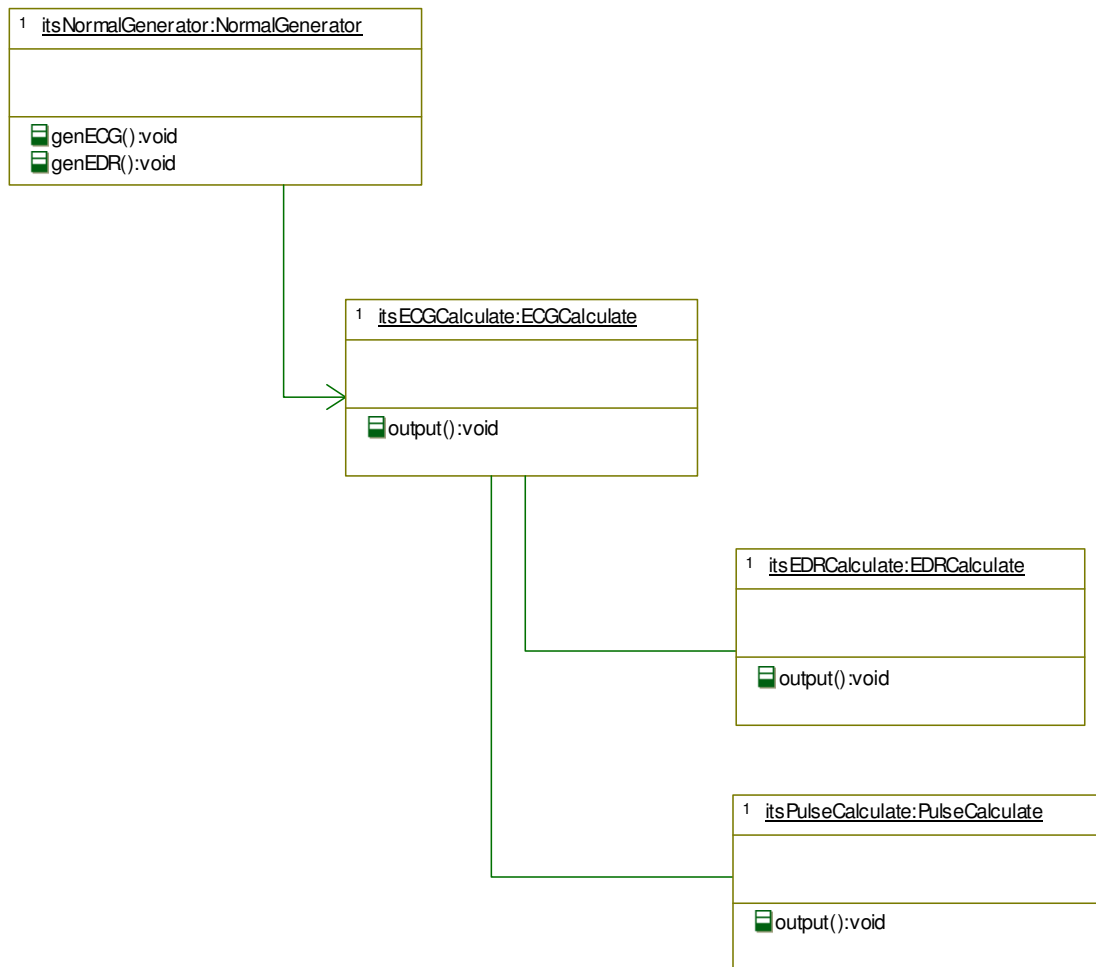 1 itsNormalGenerator:NormalGenerator
genECG():void
genEDR():void
1 itsECGCalculate:ECGCalculate
output():void
1 itsEDRCalculate:EDRCalculate
output():void
1 itsPulseCalculate:PulseCalculate
output():void